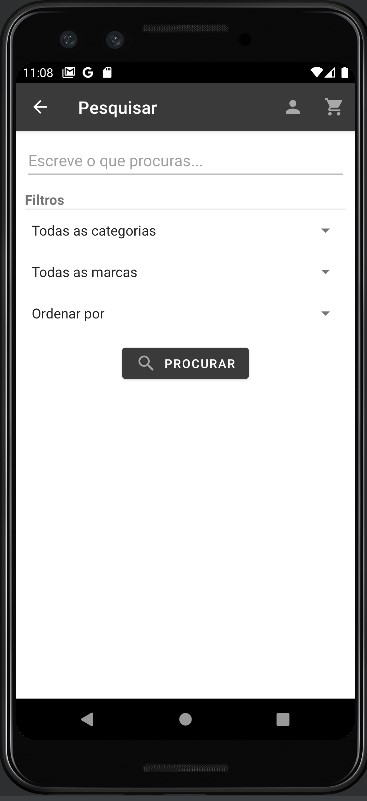 11:08
Pesquisar
Escreve o que procuras...
Filtros
Todas as categorias
Todas as marcas
Ordenar por
PROCURAR